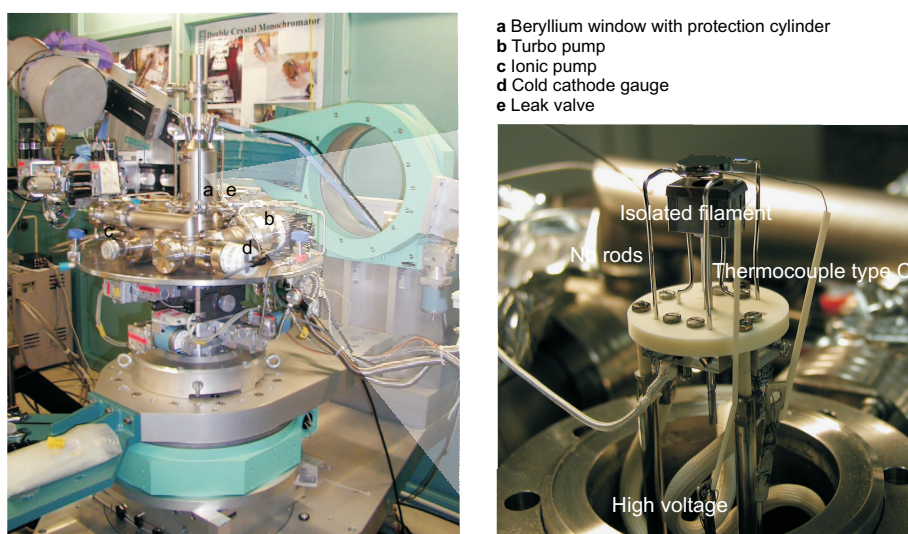 Double Crystal Monochromator
a
e
b
c
d
a Beryllium window with protection cylinder
b Turbo pump
c Ionic pump
d Cold cathode gauge
e Leak valve
Isolated filament
rods
Thermocouple type C
High voltage